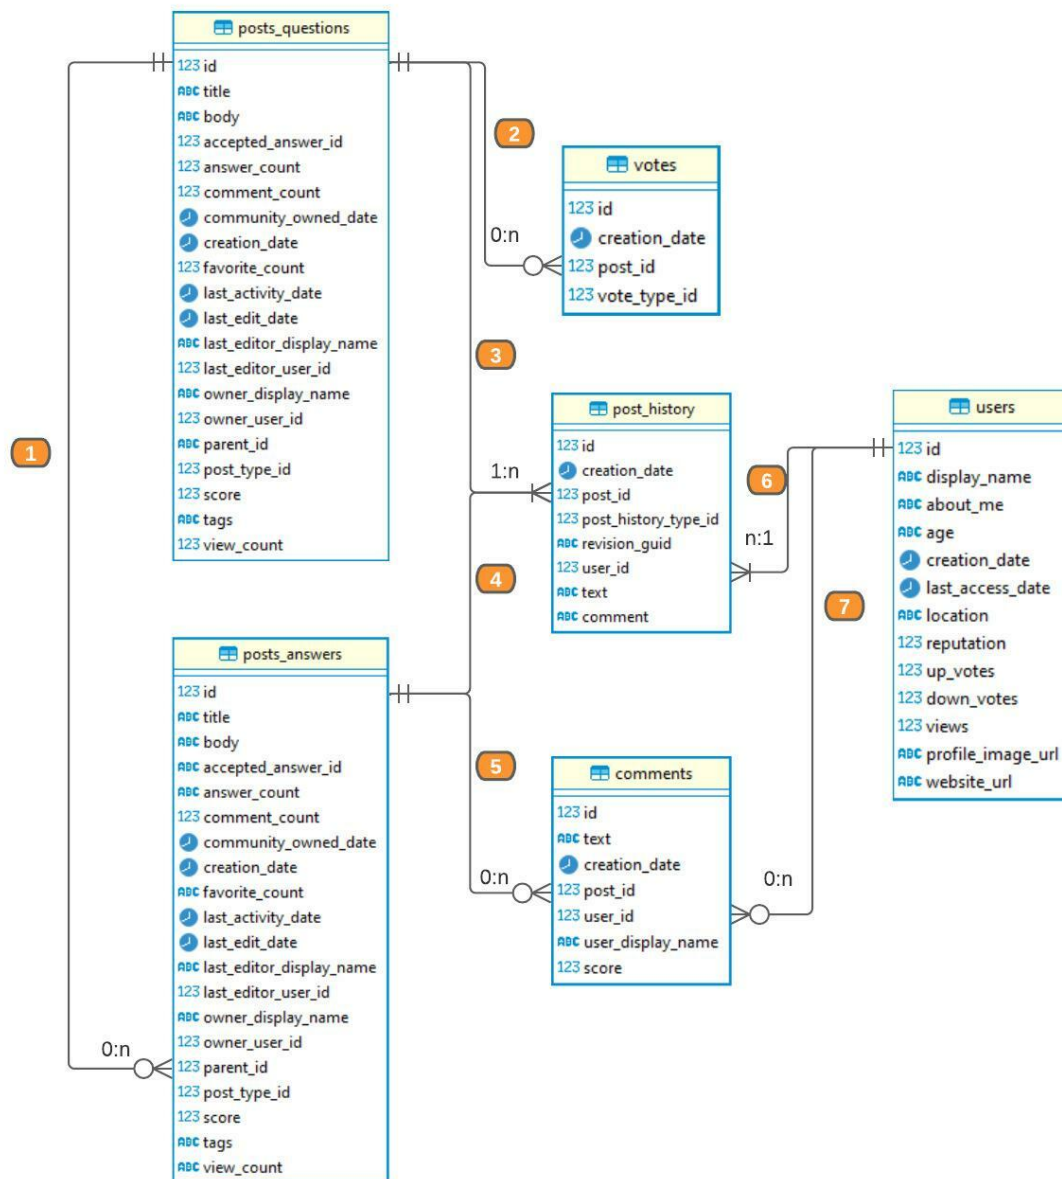 posts_questions
123 id
ABC title
ABC body
123 accepted_answer_id
123 answer_count
123 comment_count
community_owned_date
creation_date
123 favorite_count
last_activity_date
last_edit_date
ABC last_editor_display_name
123 last_editor_user_id
ABC owner_display_name
123 owner_user_id
ABC parent_id
123 post_type_id
123 score
ABC tags
123 view_count
1
2
0:n
votes
123 id
creation_date
123 post_id
123 vote_type_id
3
1:n
post_history
123 id
creation_date
123 post_id
123 post_history_type_id
ABC revision_guid
123 user_id
ABC text
ABC comment
6
n:1
users
123 id
ABC display_name
ABC about_me
ABC age
creation_date
last_access_date
ABC location
123 reputation
123 up_votes
123 down_votes
123 views
ABC profile_image_url
ABC website_url
4
7
posts_answers
123 id
ABC title
ABC body
ABC accepted_answer_id
ABC answer_count
123 comment_count
community_owned_date
creation_date
ABC favorite_count
last_activity_date
last_edit_date
ABC last_editor_display_name
123 last_editor_user_id
ABC owner_display_name
123 owner_user_id
123 parent_id
123 post_type_id
123 score
ABC tags
ABC view_count
0:n
5
0:n
comments
123 id
ABC text
creation_date
123 post_id
123 user_id
ABC user_display_name
123 score
0:n